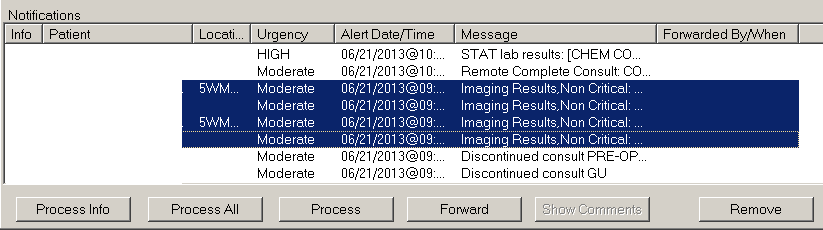 Notifications
Info Patient Locati... Urgency Alert Date/Time Message Forwarded By/When
HIGH 06/21/2013@10:... STAT lab results: [CHEM CO...
Moderate 06/21/2013@10:... Remote Complete Consult: CO...
5WM... Moderate 06/21/2013@09:... Imaging Results,Non Critical: ...
Moderate 06/21/2013@09:... Imaging Results,Non Critical: ...
5WM... Moderate 06/21/2013@09:... Imaging Results,Non Critical: ...
Moderate 06/21/2013@09:... Imaging Results,Non Critical: ...
Moderate 06/21/2013@09:... Discontinued consult PRE-OP...
Moderate 06/21/2013@09:... Discontinued consult GU
Process Info Process All Process Forward Show Comments Remove